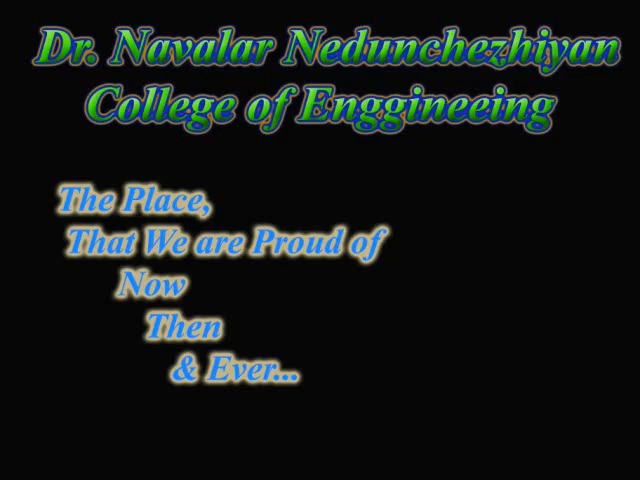 Dr. Navalar Nedunchezhiyan
College of Enggineeing
The Place,
That We are Proud of
Now
Then
& Ever...